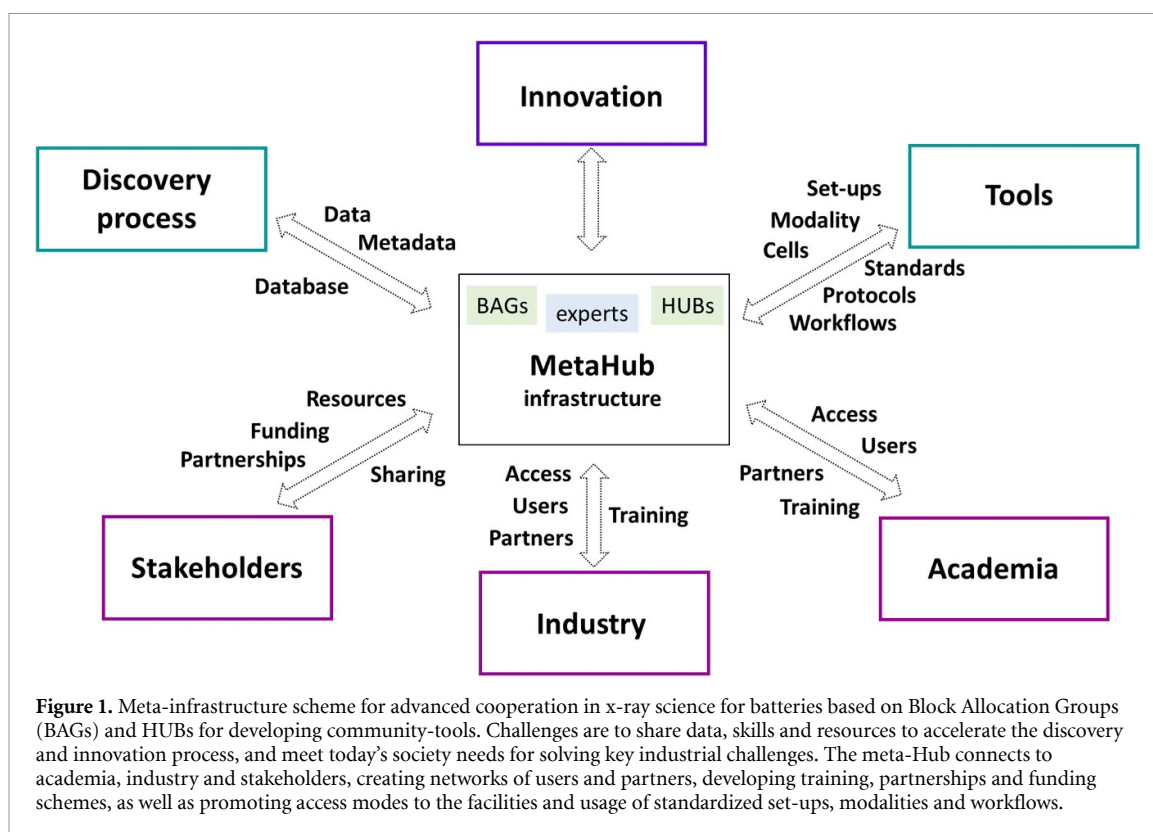 Innovation
Discovery
process
Tools
Data
Metadata
Database
Set-ups
Modality
Cells
Standards
Protocols
Workflows
BAGs
experts
HUBs
MetaHub
infrastructure
Resources
Funding
Partnerships
Sharing
Access
Users
Partners
Training
Access
Users
Partners
Training
Stakeholders
Industry
Academia
Figure 1. Meta-infrastructure scheme for advanced cooperation in x-ray science for batteries based on Block Allocation Groups
(BAGs) and HUBs for developing community-tools. Challenges are to share data, skills and resources to accelerate the discovery
and innovation process, and meet today's society needs for solving key industrial challenges. The meta-Hub connects to
academia, industry and stakeholders, creating networks of users and partners, developing training, partnerships and funding
schemes, as well as promoting access modes to the facilities and usage of standardized set-ups, modalities and workflows.